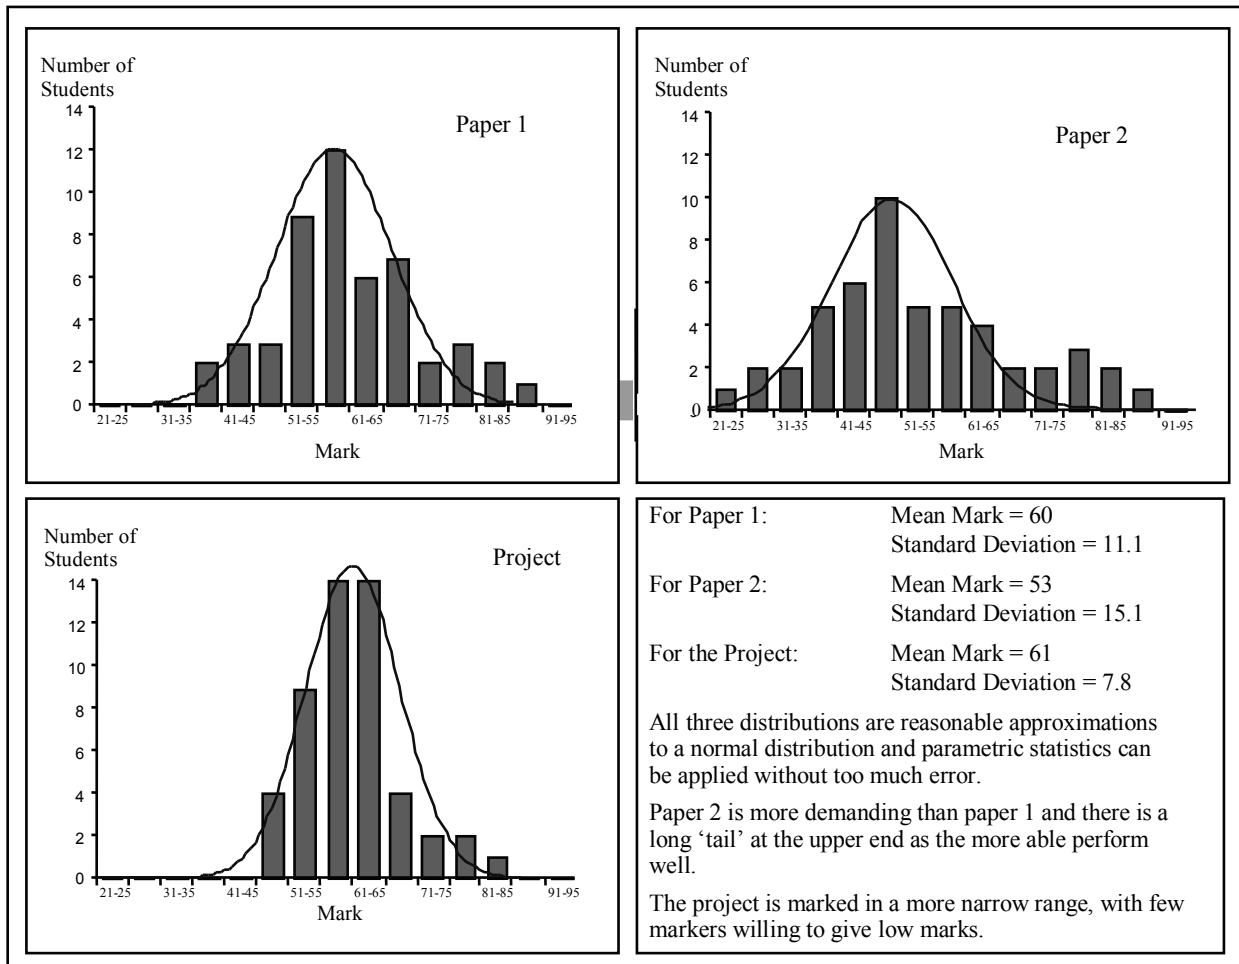 Number of
Students
Paper 1
14
12
10
8
6
4
2
0
21-25 31-35 41-45 51-55 61-65 71-75 81-85 91-95
Mark
Number of
Students
Paper 2
14
12
10
8
6
4
2
0
21-25 31-35 41-45 51-55 61-65 71-75 81-85 91-95
Mark
Number of
Students
Project
14
12
10
8
6
4
2
0
21-25 31-35 41-45 51-55 61-65 71-75 81-85 91-95
Mark
For Paper 1: Mean Mark = 60
Standard Deviation = 11.1
For Paper 2: Mean Mark = 53
Standard Deviation = 15.1
For the Project: Mean Mark = 61
Standard Deviation = 7.8
All three distributions are reasonable approximations
to a normal distribution and parametric statistics can
be applied without too much error.
Paper 2 is more demanding than paper 1 and there is a
long ‘tail’ at the upper end as the more able perform
well.
The project is marked in a more narrow range, with few
markers willing to give low marks.